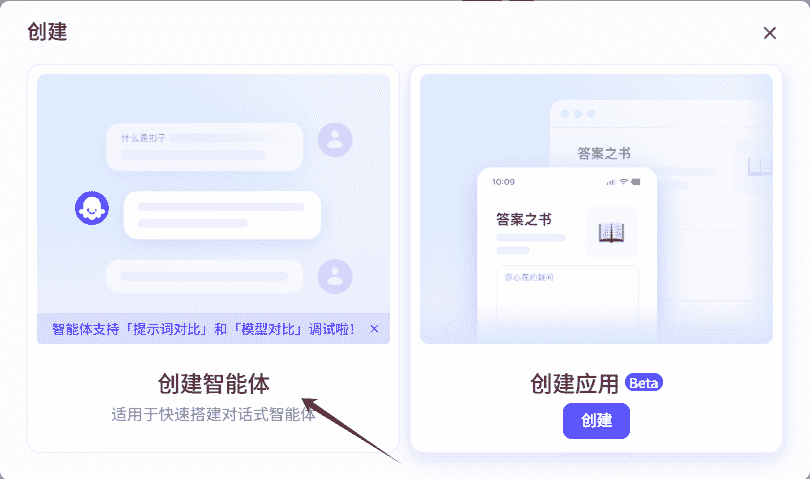 创建
什么是扣子
智能体支持「提示词对比」和「模型对比」调试啦！
创建智能体
适用于快速搭建对话式智能体
答案之书
10:09
答案之书
你心底的疑问
创建应用 Beta
创建